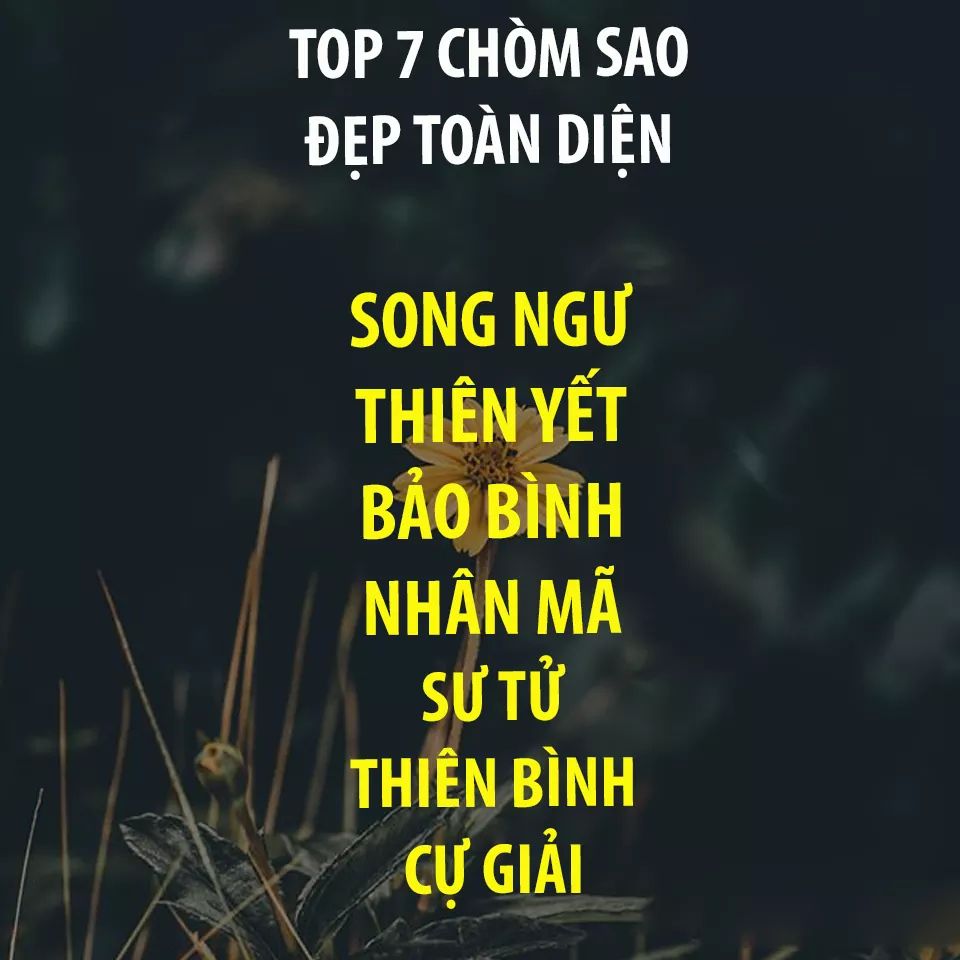 TOP 7 CHÒM SAO
ĐẸP TOÀN DIỆN
SONG NGƯ
THIÊN YẾT
BẢO BÌNH
NHÂN MÃ
SƯ TỬ
THIÊN BÌNH
CỰ GIẢI